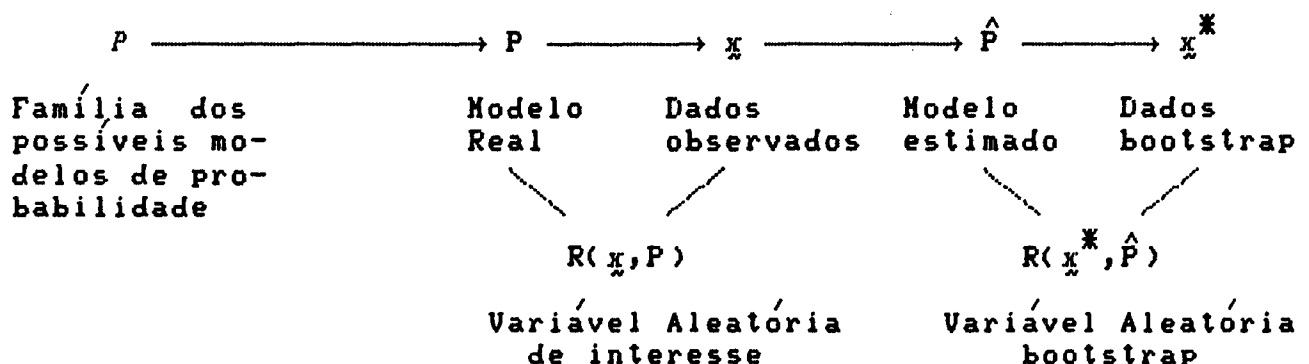 P → P → x̰ → P̂ → x̰*
Família dos Modelo Dados Modelo Dados
possíveis mo- Real observados estimado bootstrap
delos de pro-
babilidade
R(x̰,P) R(x̰*,P̂)
Variável Aleatória Variável Aleatória
de interesse bootstrap